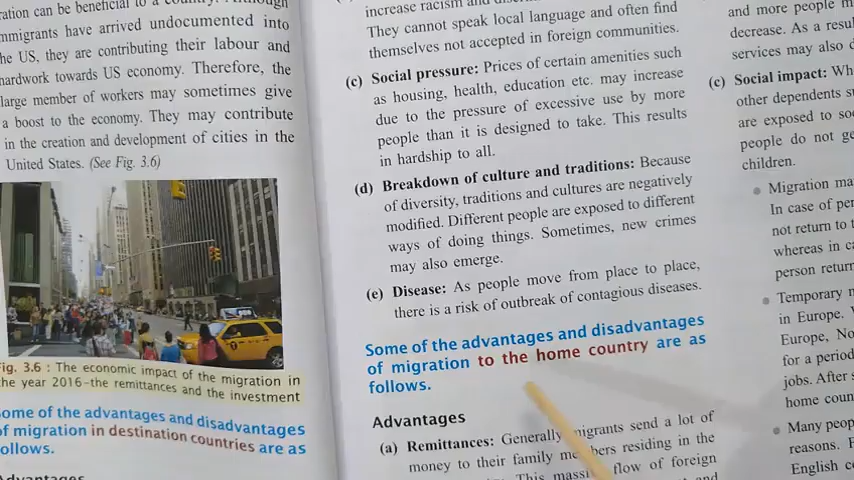 ration can be beneficial to a country. Although
mmigrants have arrived undocumented into
he US, they are contributing their labour and
hardwork towards US economy. Therefore, the
large member of workers may sometimes give
a boost to the economy. They may contribute
in the creation and development of cities in the
United States. (See Fig. 3.6)
ig. 3.6 : The economic impact of the migration in
the year 2016-the remittances and the investment
ome of the advantages and disadvantages
f migration in destination countries are as
ollows.
increase racism and
They cannot speak local language and often find
themselves not accepted in foreign communities.
(c) Social pressure: Prices of certain amenities such
as housing, health, education etc. may increase
due to the pressure of excessive use by more
people than it is designed to take. This results
in hardship to all.
(d) Breakdown of culture and traditions: Because
of diversity, traditions and cultures are negatively
modified. Different people are exposed to different
ways of doing things. Sometimes, new crimes
may also emerge.
(e) Disease: As people move from place to place,
there is a risk of outbreak of contagious diseases.
Some of the advantages and disadvantages
of migration to the home country are as
follows.
Advantages
(a) Remittances: Generally migrants send a lot of
money to their family members residing in the
This massi flow of foreign
and
and more people m
decrease. As a resul
services may also d
(c) Social impact: Wh
other dependents su
are exposed to so
people do not ge
children.
Migration ma
In case of per
not return to t
whereas in ca
person return
Temporary m
in Europe.
Europe, No
for a period
jobs. After s
home coun
Many peop
reasons.
English c